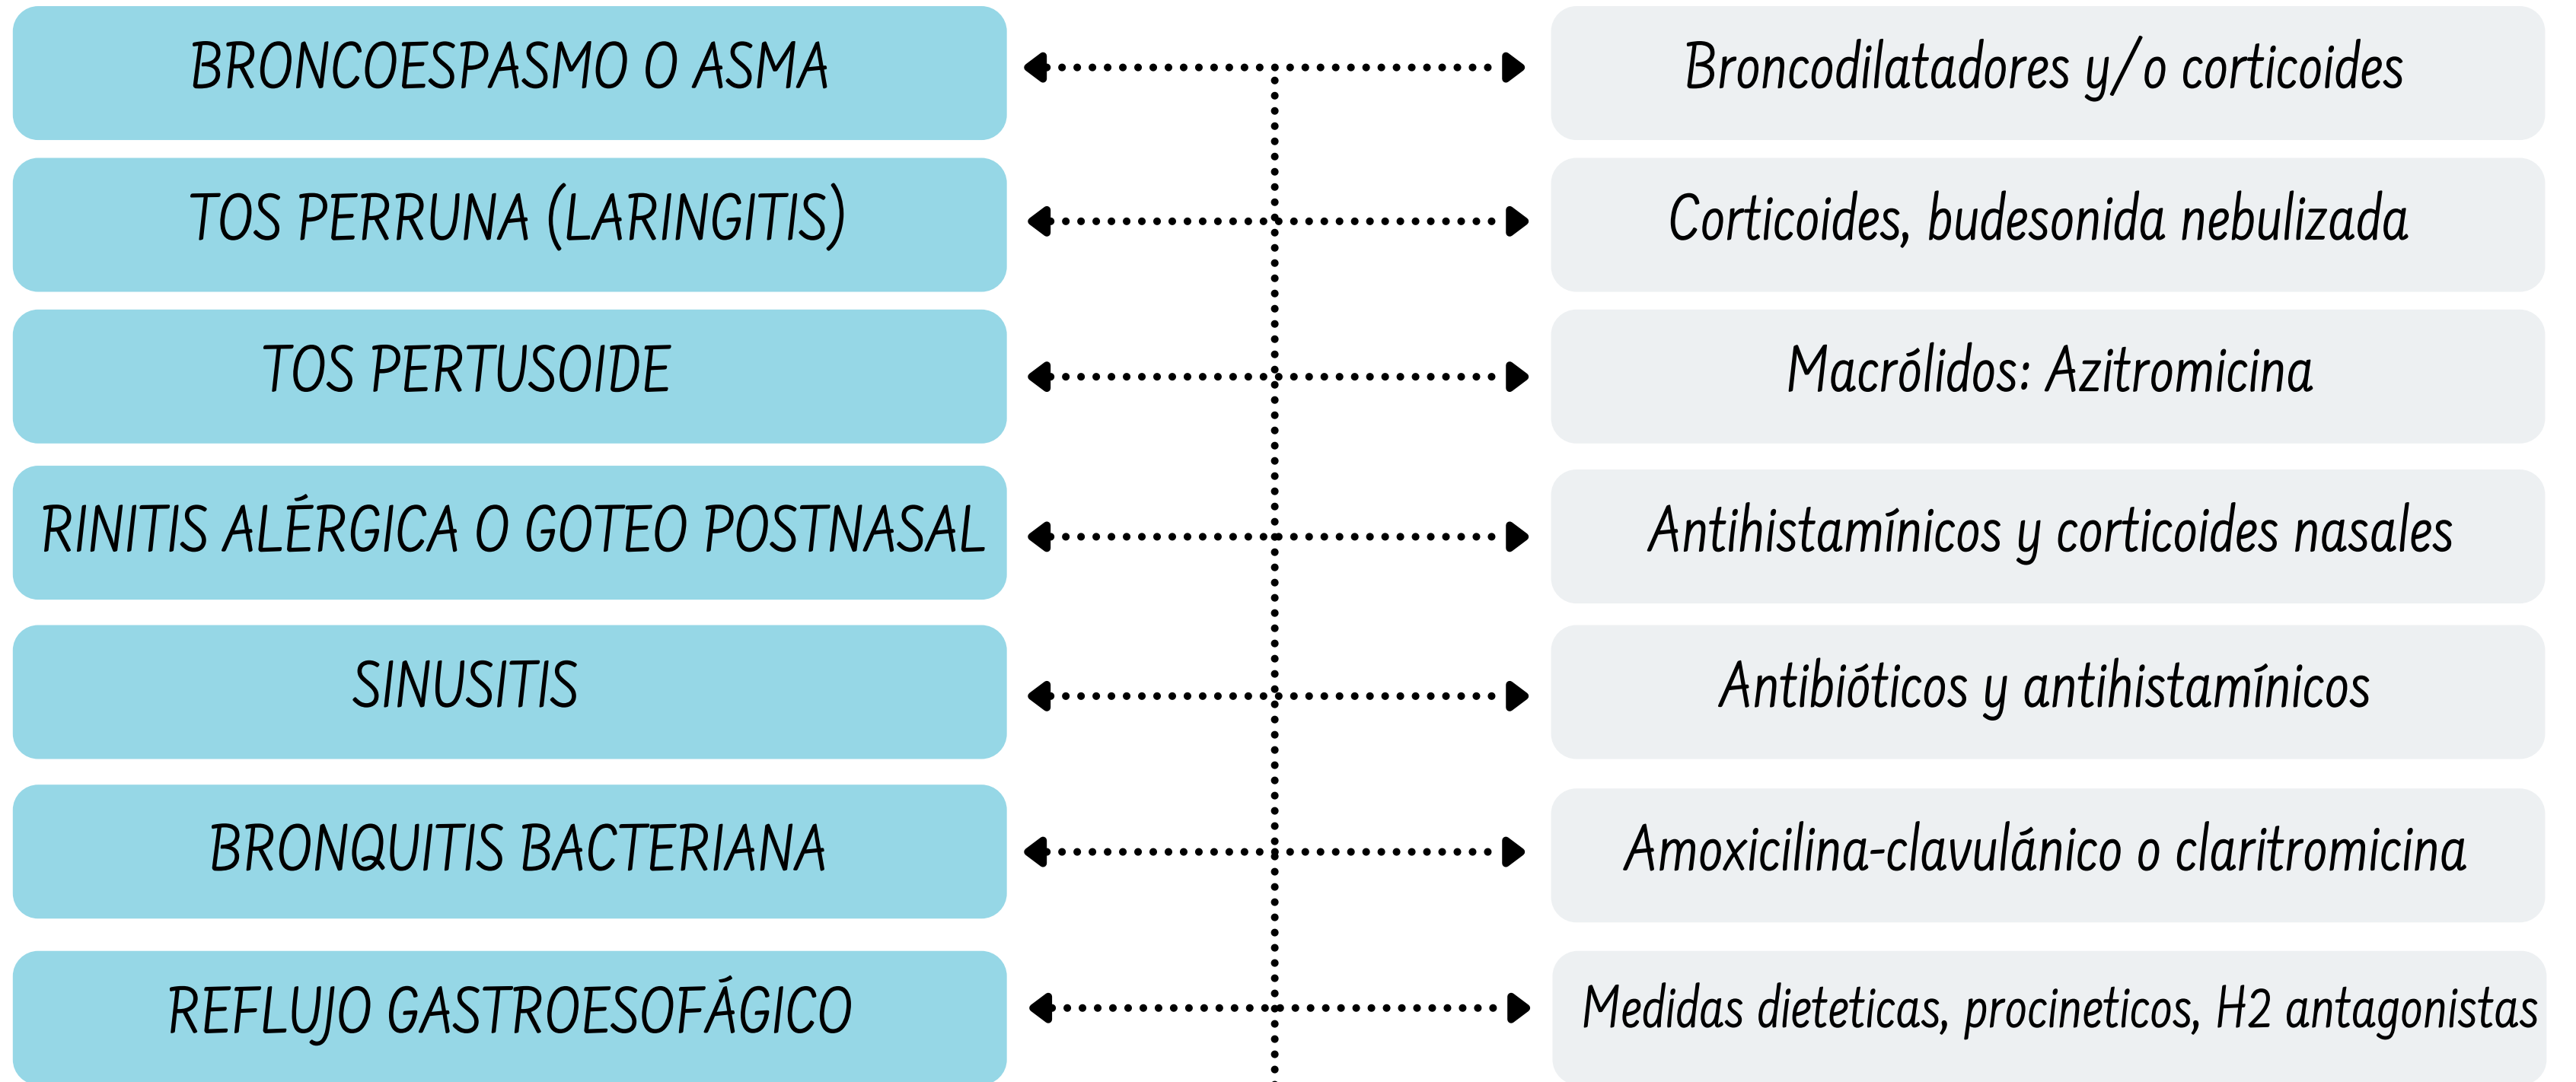 BRONCOESPASMO O ASMA
Broncodilatadores y/o corticoides
TOS PERRUNA (LARINGITIS)
Corticoides, budesonida nebulizada
TOS PERTUSOIDE
Macrólidos: Azitromicina
RINITIS ALÉRGICA O GOTEO POSTNASAL
Antihistamínicos y corticoides nasales
SINUSITIS
Antibióticos y antihistamínicos
BRONQUITIS BACTERIANA
Amoxicilina-clavulánico o claritromicina
REFLUJO GASTROESOFÁGICO
Medidas dieteticas, procineticos, H2 antagonistas